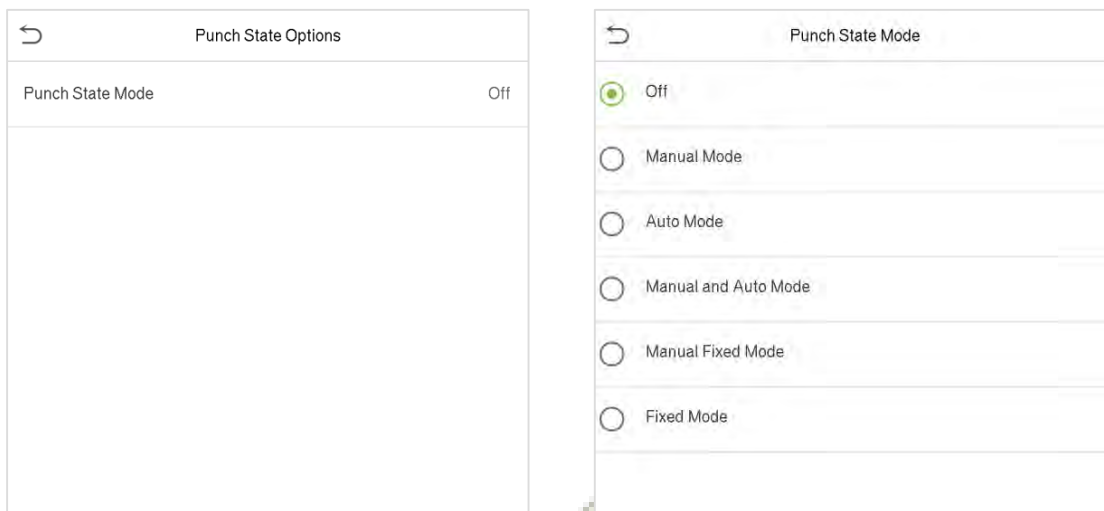 Punch State Options
Punch State Mode Off
Punch State Mode
Off
Manual Mode
Auto Mode
Manual and Auto Mode
Manual Fixed Mode
Fixed Mode